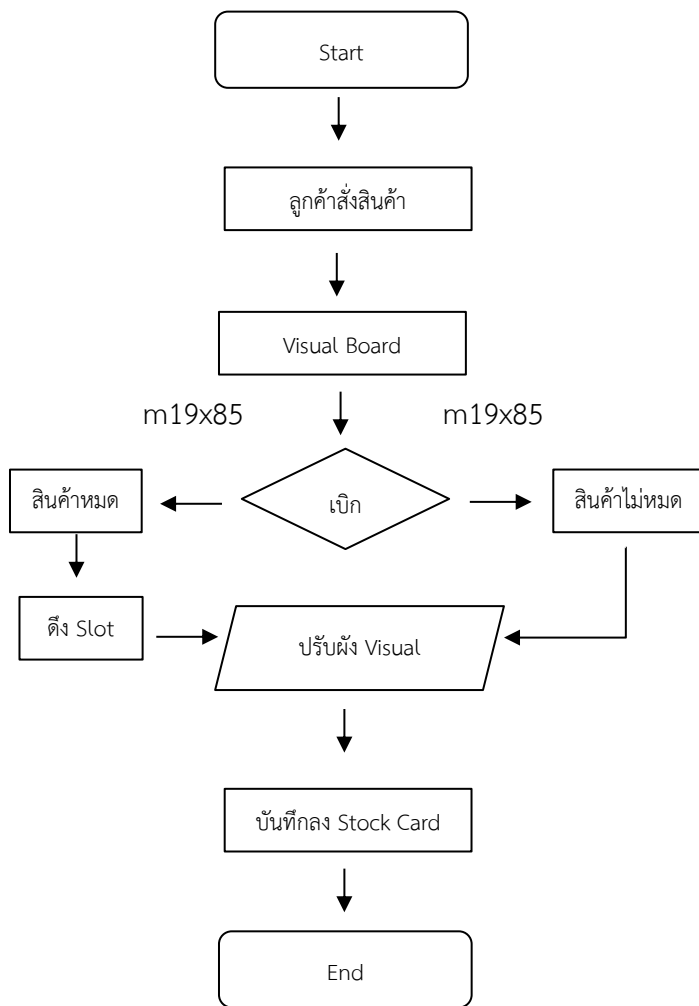 Start
ลูกค้าสั่งสินค้า
Visual Board
m19x85
m19x85
สินค้าหมด
เบิก
สินค้าไม่หมด
ดึง Slot
ปรับผัง Visual
บันทึกลง Stock Card
End